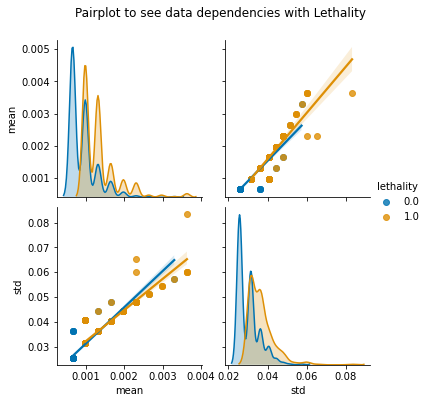 Pairplot to see data dependencies with Lethality
0.005
0.004
0.003
0.002
0.001
mean
lethality
0.0
1.0
0.08
0.07
0.06
0.05
0.04
0.03
std
0.001 0.002 0.003 0.004
mean
0.02 0.04 0.06 0.08
std